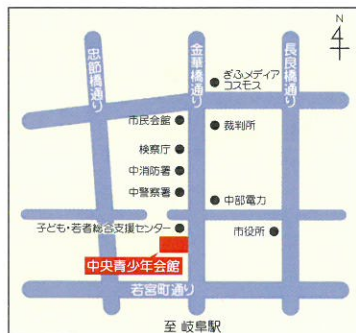 N
4
忠節橋通り
金華橋通り
長良橋通り
ぎふメディア
コスモス
市民会館
裁判所
検察庁
中消防署
中警察署
中部電力
子ども・若者総合支援センター
市役所
中央青少年会館
若宮町通り
至 岐阜駅